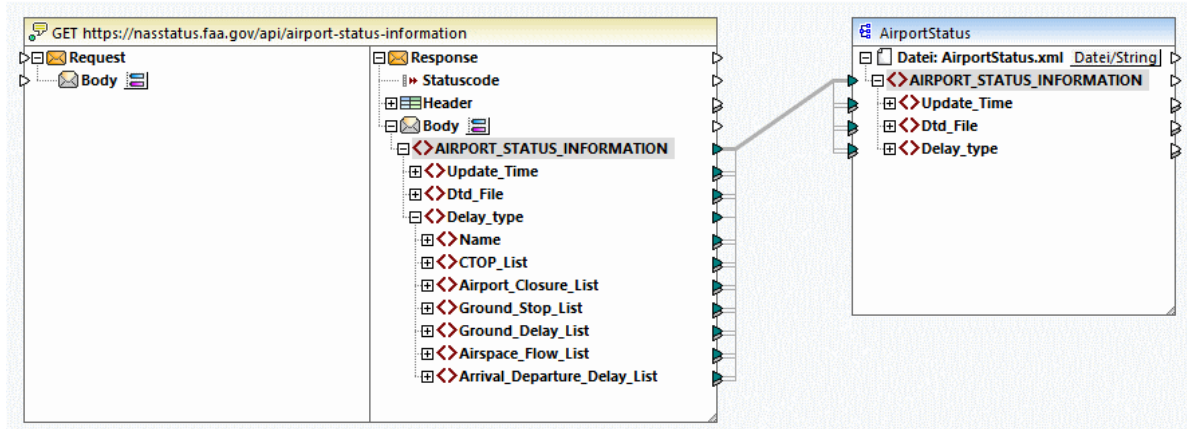 GET https://nasstatus.faa.gov/api/airport-status-information
Request
Body
Response
Statuscode
Header
Body
AIRPORT_STATUS_INFORMATION
Update_Time
Dtd_File
Delay_type
Name
CTOP_List
Airport_Closure_List
Ground_Stop_List
Ground_Delay_List
Airspace_Flow_List
Arrival_Departure_Delay_List
AirportStatus
Datei: AirportStatus.xml Datei/String
AIRPORT_STATUS_INFORMATION
Update_Time
Dtd_File
Delay_type